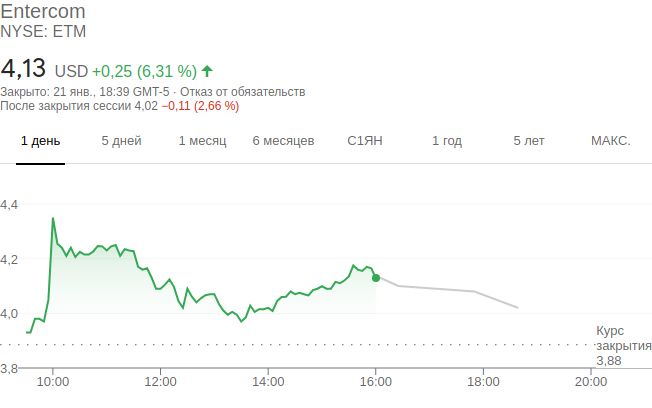 Entercom
NYSE: ETM
4,13 USD +0,25 (6,31 %)
Закрыто: 21 янв., 18:39 GMT-5 · Отказ от обязательств
После закрытия сессии 4,02 −0,11 (2,66 %)
1 день 5 дней 1 месяц 6 месяцев С1ЯН 1 год 5 лет МАКС.
4,4
4,2
4,0
Курс
закрытия
3,88
3,8
10:00 12:00 14:00 16:00 18:00 20:00